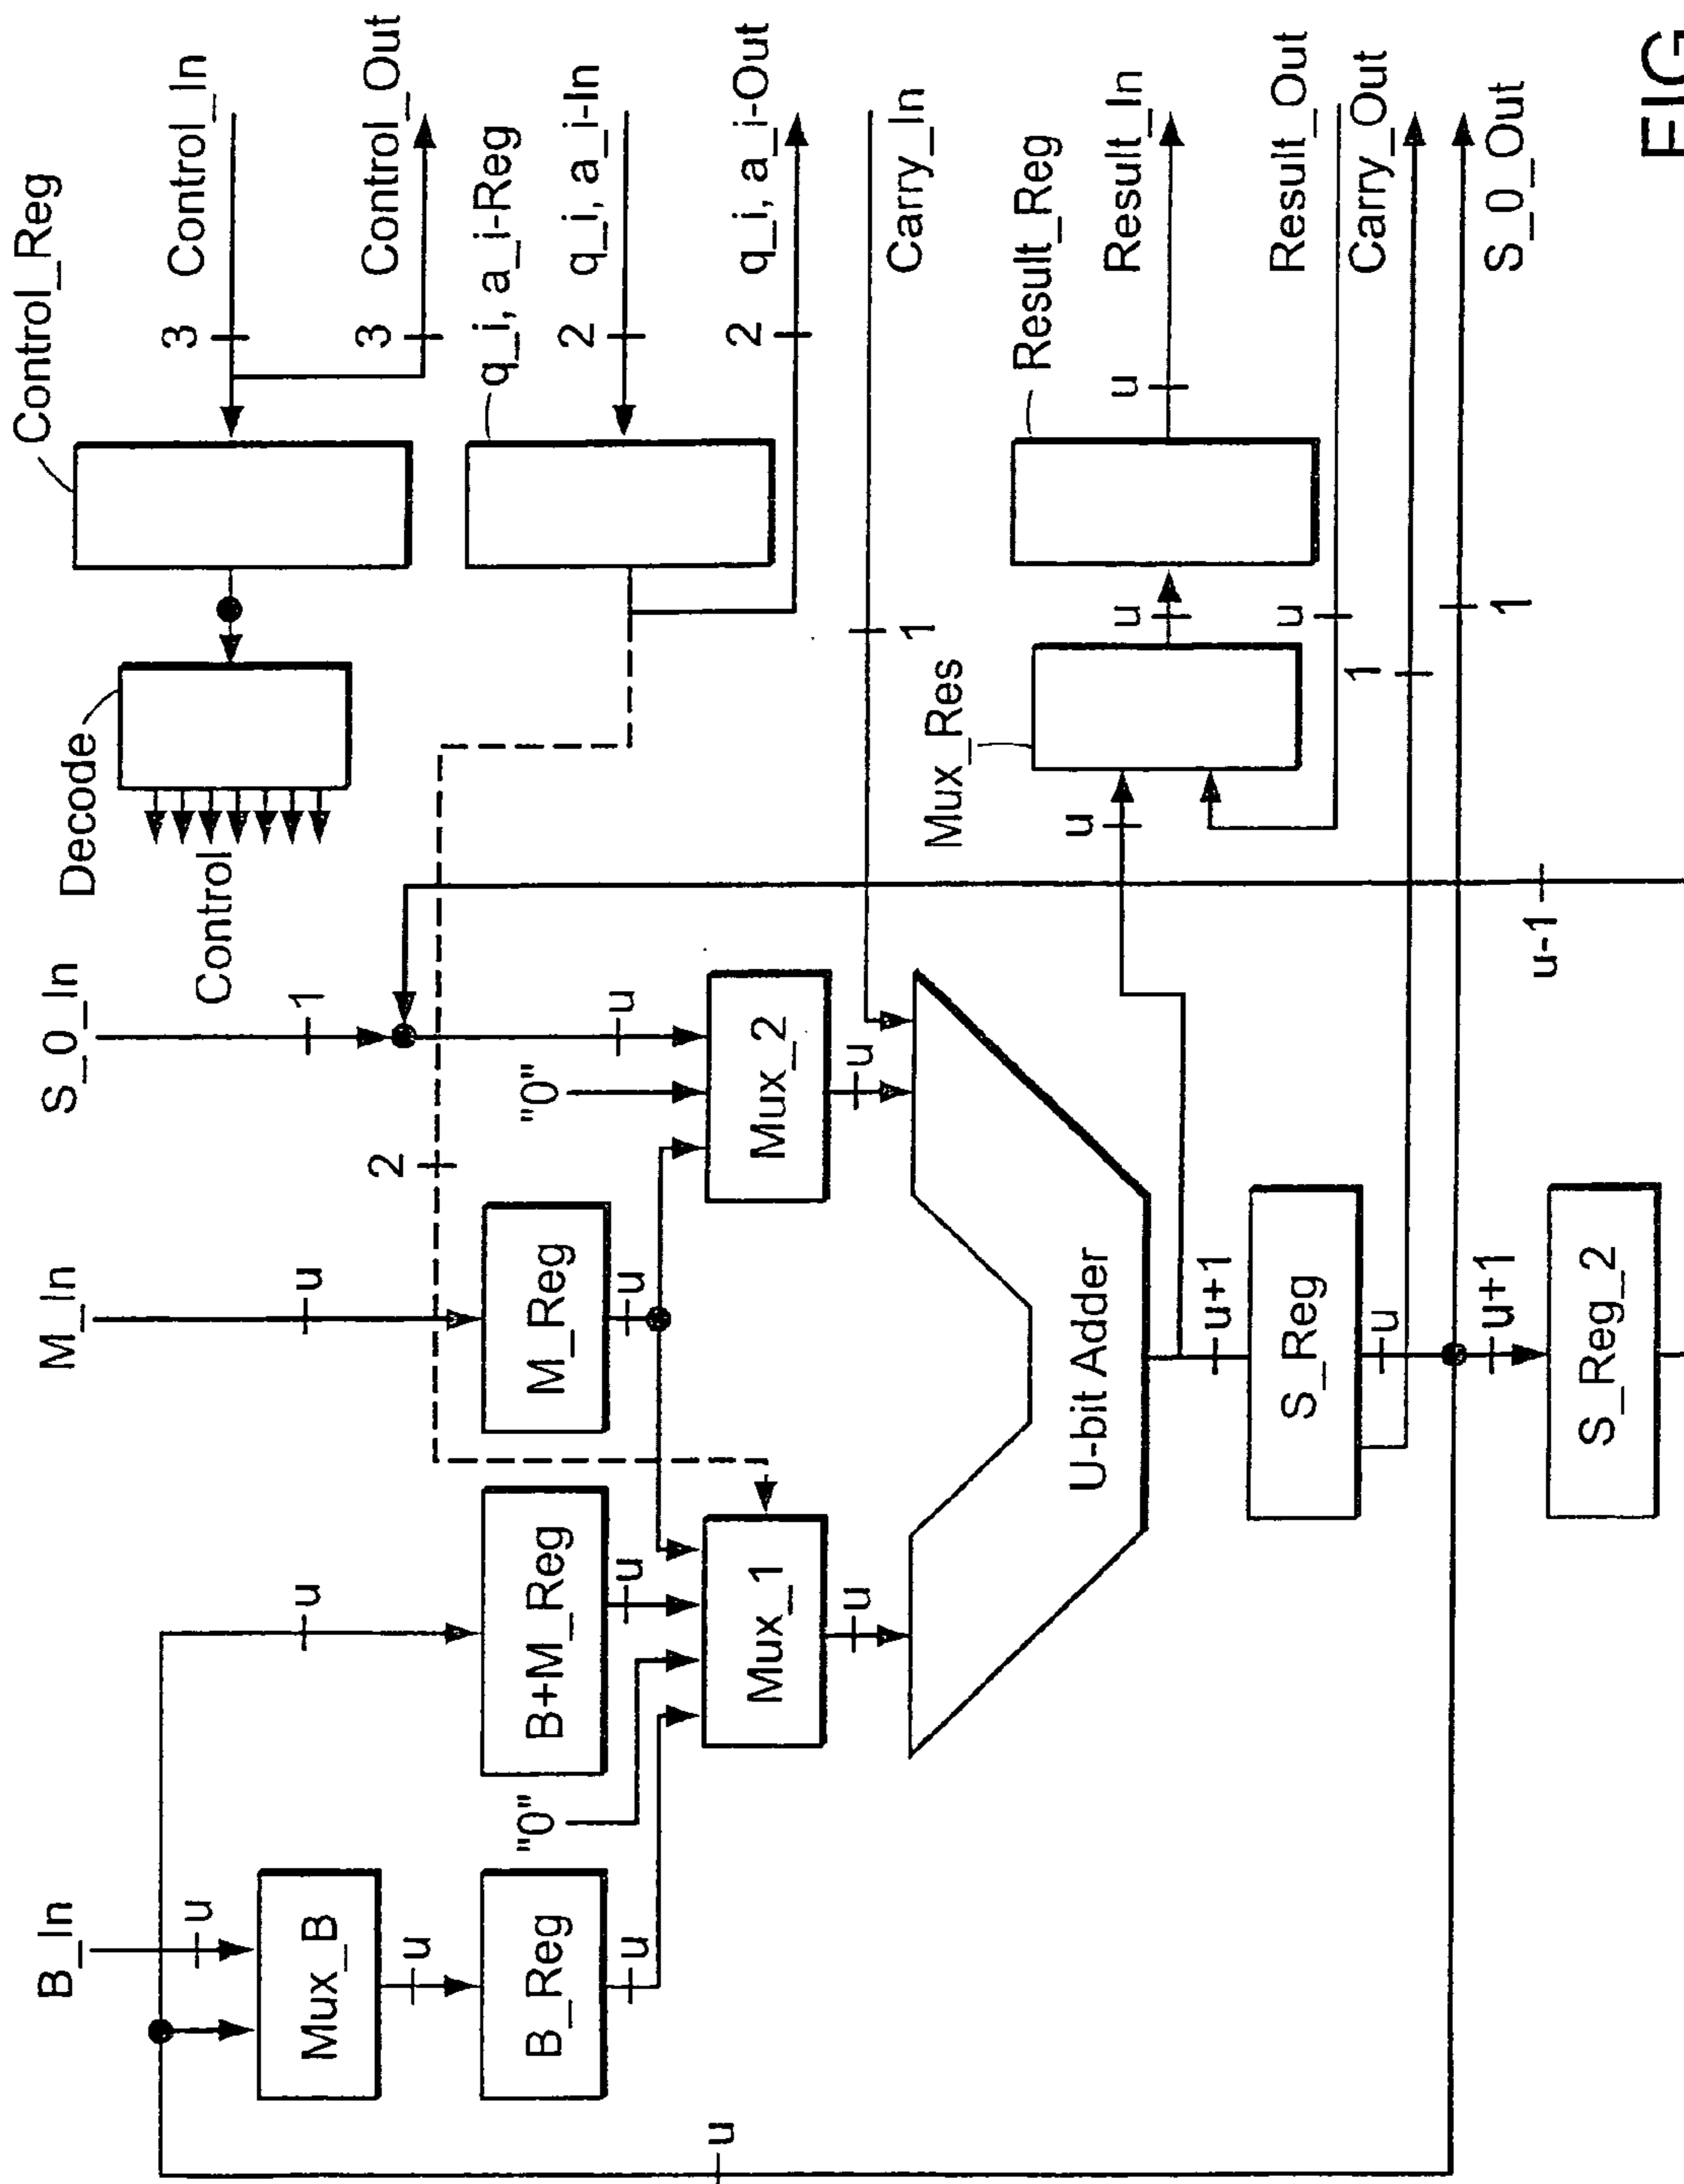 B_In
M_In
S_0_In
Control_Reg
Decode
u
Control
3
Control_In
Mux_B
u
u
1
2
3
Control_Out
u
q_i, a_i-Reg
B_Reg
"0"
B+M_Reg
M_Reg
"0"
2
q_i, a_i-In
u
u
u
u
u
Mux_1
Mux_2
2
q_i, a_i-Out
u
u
1
Carry_In
Mux_Res
Result_Reg
U-bit Adder
u
u
u
Result_In
u+1
S_Reg
u
Result_Out
u
1
Carry_Out
u+1
1
S_0_Out
u-1
S_Reg_2
FIG